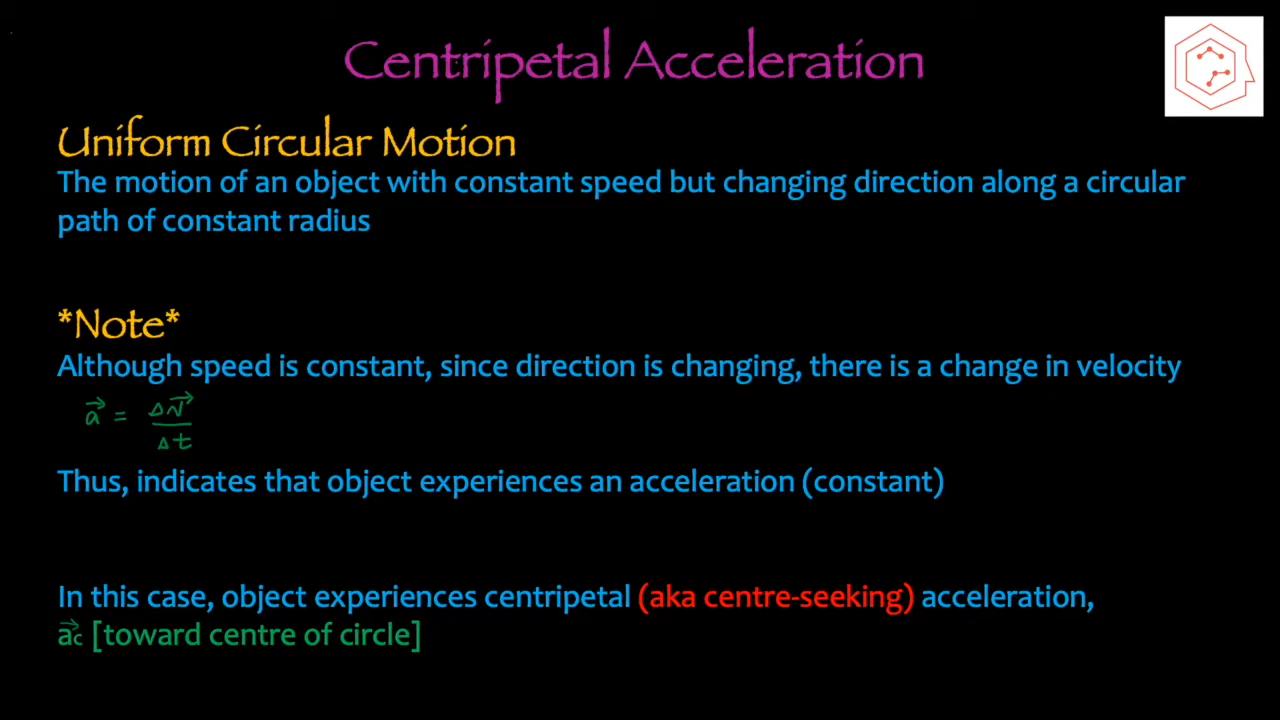 Centripetal Acceleration
Uniform Circular Motion
The motion of an object with constant speed but changing direction along a circular
path of constant radius
*Note*
Although speed is constant, since direction is changing, there is a change in velocity
a⃗ = Δv⃗ / Δt
Thus, indicates that object experiences an acceleration (constant)
In this case, object experiences centripetal (aka centre-seeking) acceleration,
a⃗c [toward centre of circle]